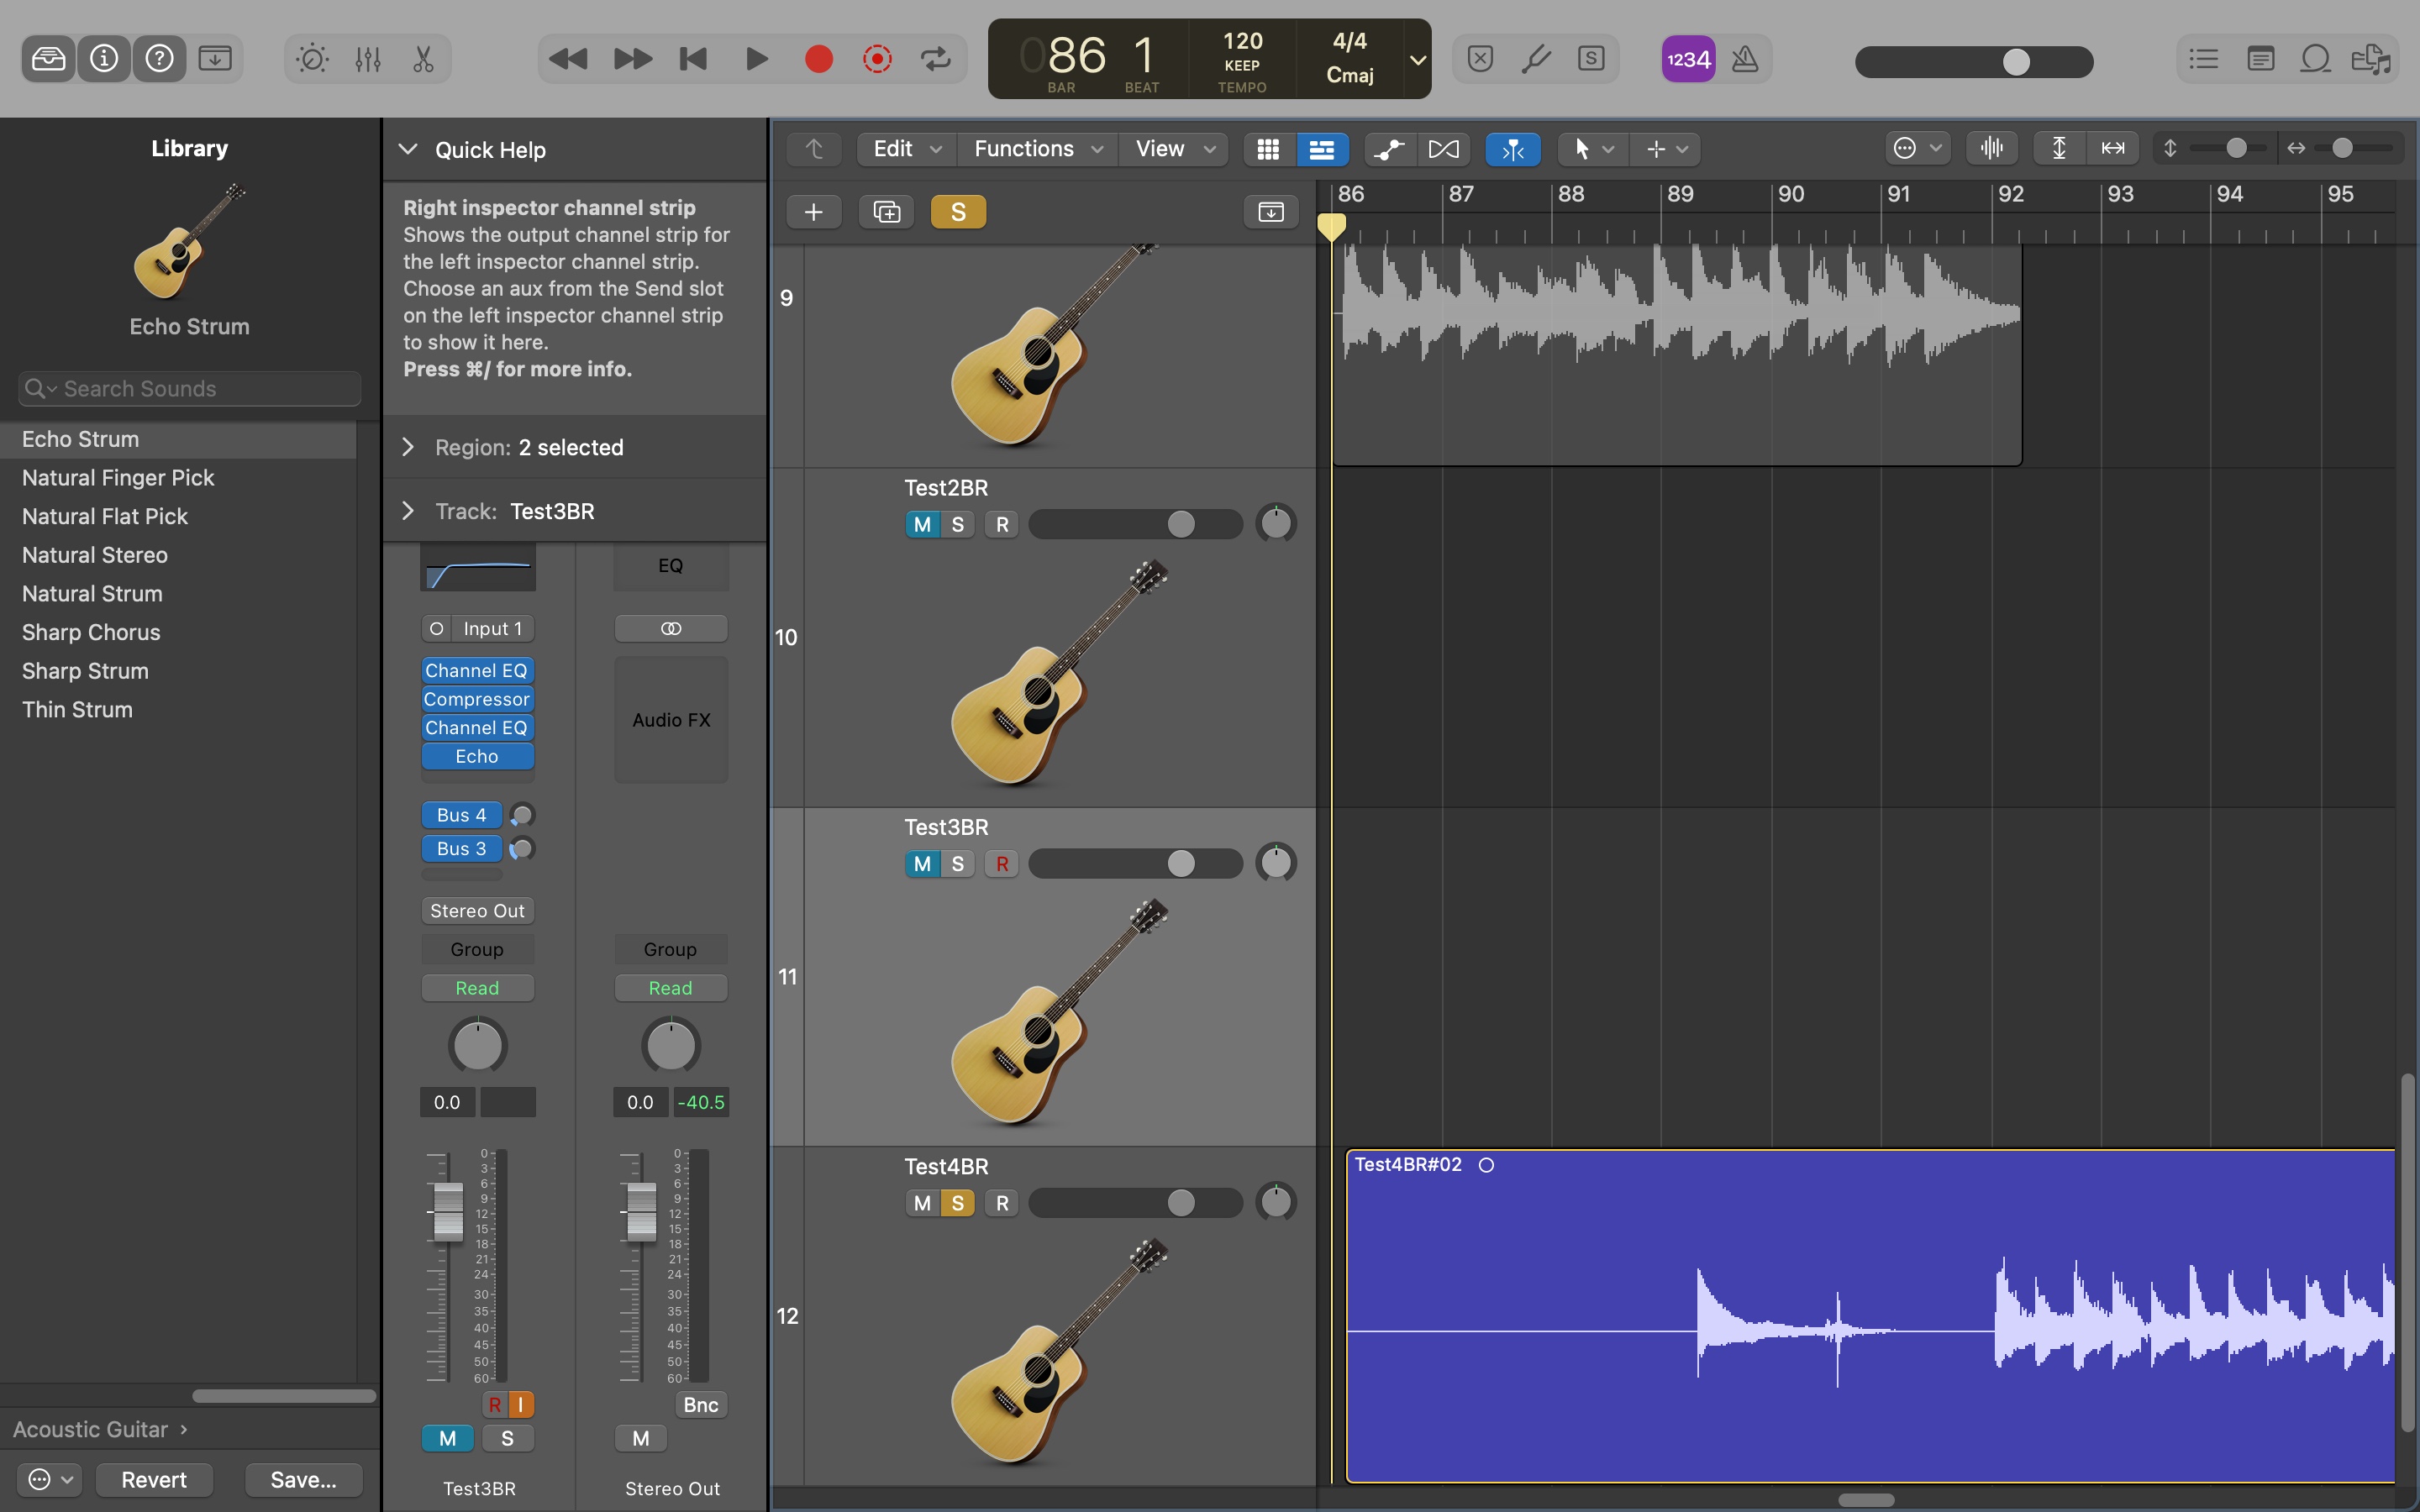 086 1
BAR BEAT
120
KEEP
TEMPO
4/4
Cmaj
S
1234
Library
Echo Strum
Search Sounds
Echo Strum
Natural Finger Pick
Natural Flat Pick
Natural Stereo
Natural Strum
Sharp Chorus
Sharp Strum
Thin Strum
Acoustic Guitar ›
Revert
Save...
Quick Help
Right inspector channel strip
Shows the output channel strip for
the left inspector channel strip.
Choose an aux from the Send slot
on the left inspector channel strip
to show it here.
Press ⌘/ for more info.
Region: 2 selected
Track: Test3BR
EQ
Input 1
Channel EQ
Compressor
Channel EQ
Echo
Audio FX
Bus 4
Bus 3
Stereo Out
Group Group
Read Read
0.0 0.0 -40.5
0 0
3 3
6 6
9 9
12 12
15 15
18 18
21 21
24 24
30 30
35 35
40 40
45 45
50 50
60 60
R I Bnc
M S M
Test3BR Stereo Out
Edit Functions View
S
86 87 88 89 90 91 92 93 94 95
9
Test2BR
M S R
10
Test3BR
M S R
11
Test4BR
M S R
12
Test4BR#02